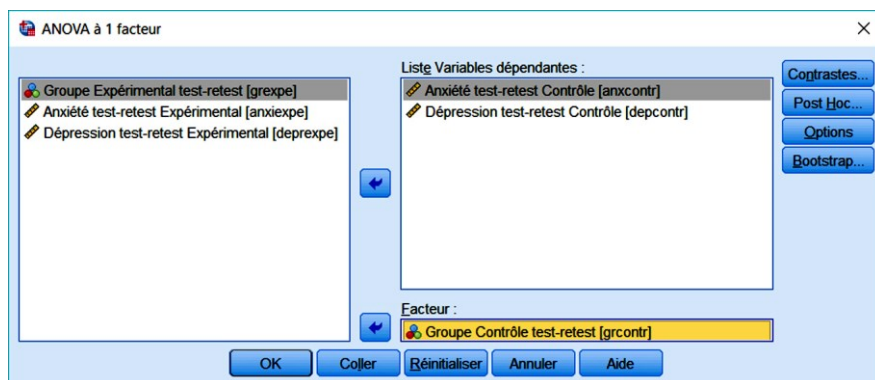 ANOVA à 1 facteur
Groupe Expérimental test-retest [grexpe]
Anxiété test-retest Expérimental [anxiexpe]
Dépression test-retest Expérimental [deprexpe]
Liste Variables dépendantes :
Anxiété test-retest Contrôle [anxcontr]
Dépression test-retest Contrôle [depcontr]
Facteur :
Groupe Contrôle test-retest [grcontr]
Contrastes...
Post Hoc...
Options
Bootstrap...
OK
Coller
Réinitialiser
Annuler
Aide